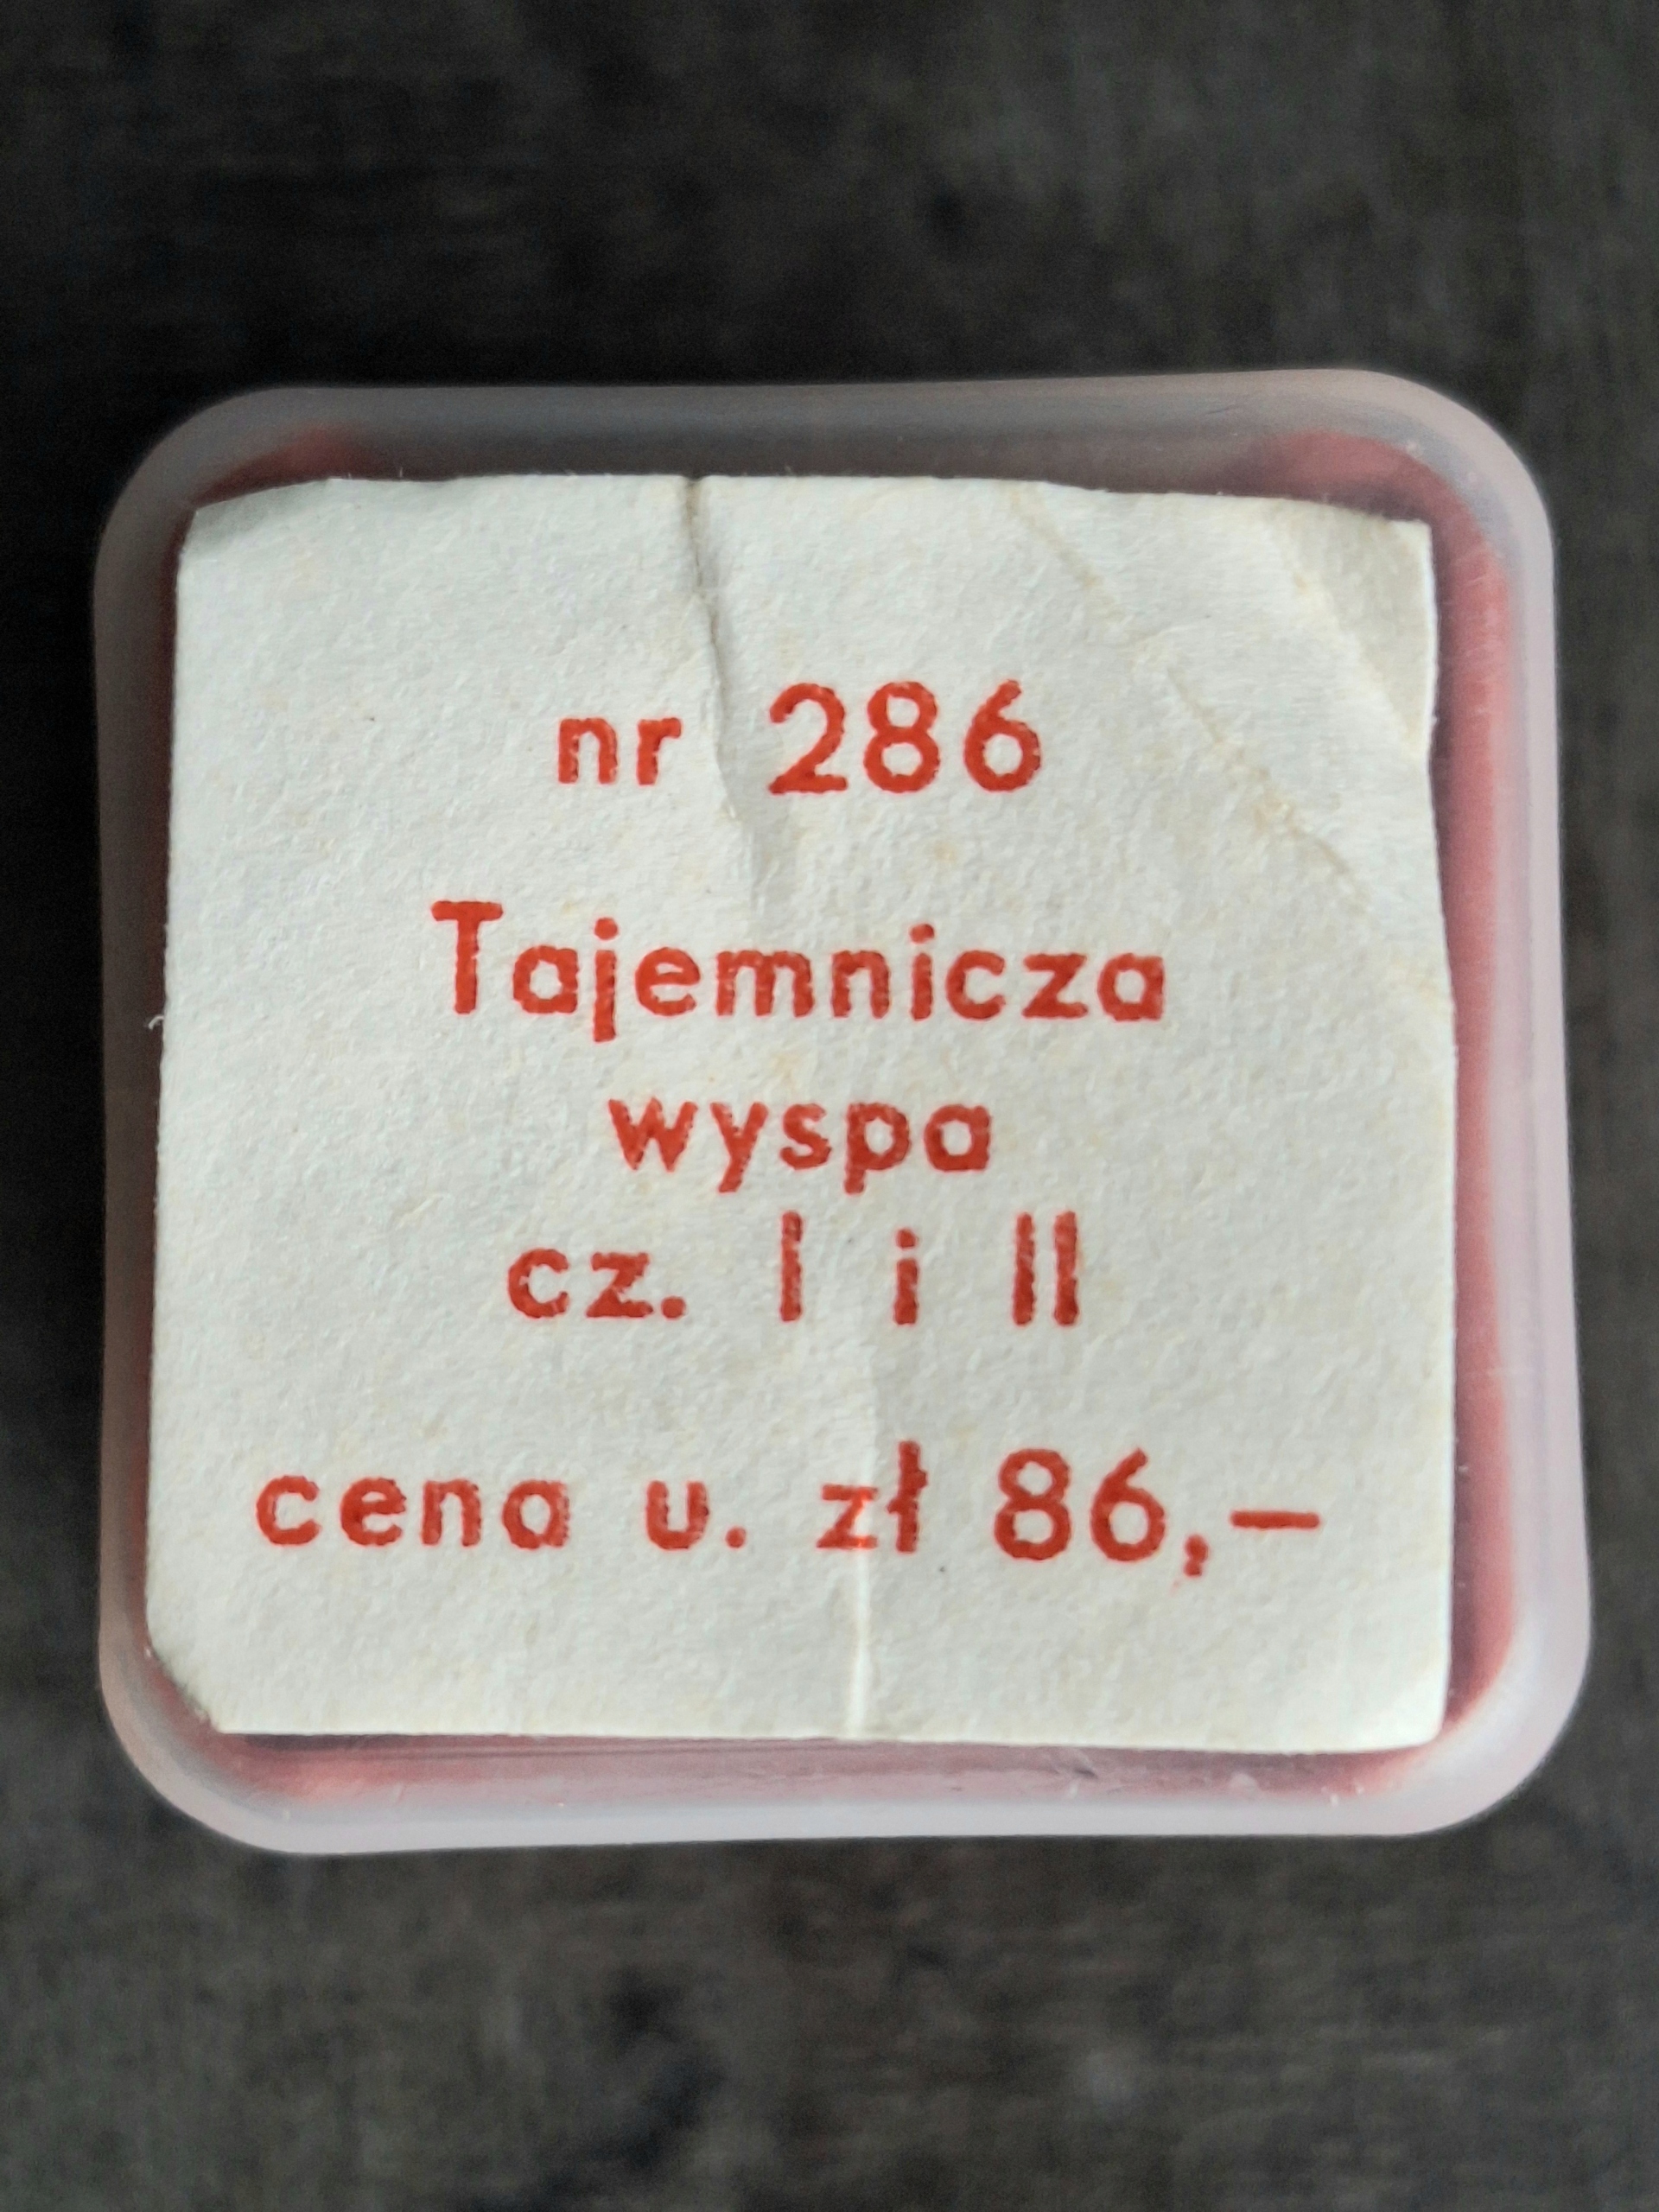 nr 286
Tajemnicza
wyspa
cz. I i II
cena u. zł 86,—